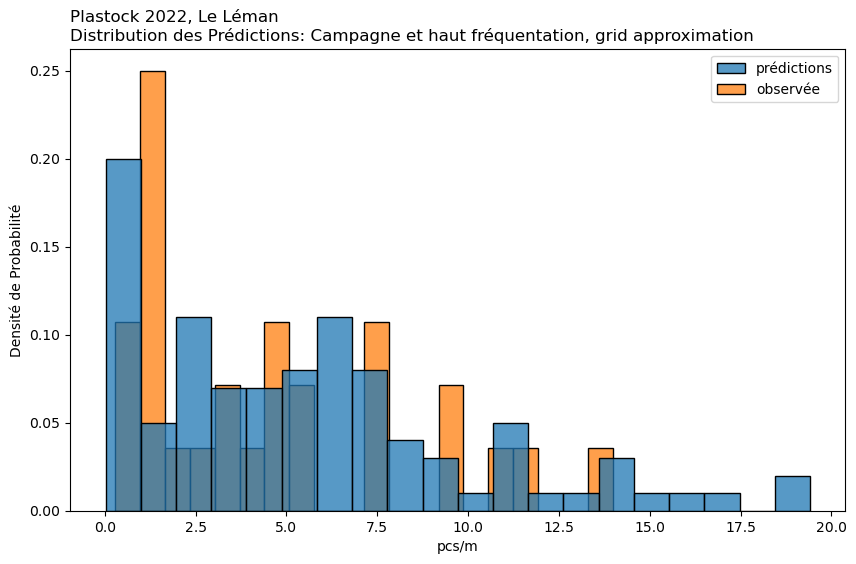 Plastock 2022, Le Léman
Distribution des Prédictions: Campagne et haut fréquentation, grid approximation
prédictions
observée
Densité de Probabilité
0.25
0.20
0.15
0.10
0.05
0.00
0.0 2.5 5.0 7.5 10.0 12.5 15.0 17.5 20.0
pcs/m